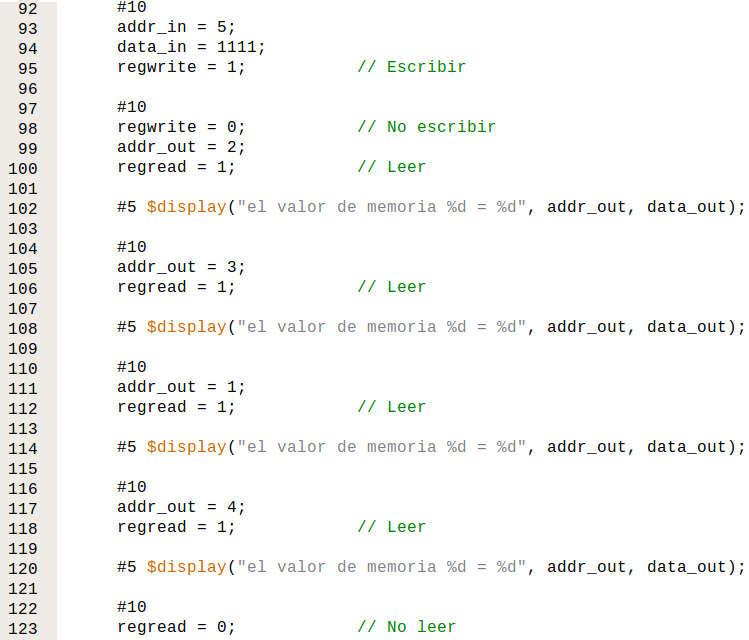 92 #10
93 addr_in = 5;
94 data_in = 1111;
95 regwrite = 1; // Escribir
96
97 #10
98 regwrite = 0; // No escribir
99 addr_out = 2;
100 regread = 1; // Leer
101
102 #5 $display("el valor de memoria %d = %d", addr_out, data_out);
103
104 #10
105 addr_out = 3;
106 regread = 1; // Leer
107
108 #5 $display("el valor de memoria %d = %d", addr_out, data_out);
109
110 #10
111 addr_out = 1;
112 regread = 1; // Leer
113
114 #5 $display("el valor de memoria %d = %d", addr_out, data_out);
115
116 #10
117 addr_out = 4;
118 regread = 1; // Leer
119
120 #5 $display("el valor de memoria %d = %d", addr_out, data_out);
121
122 #10
123 regread = 0; // No leer